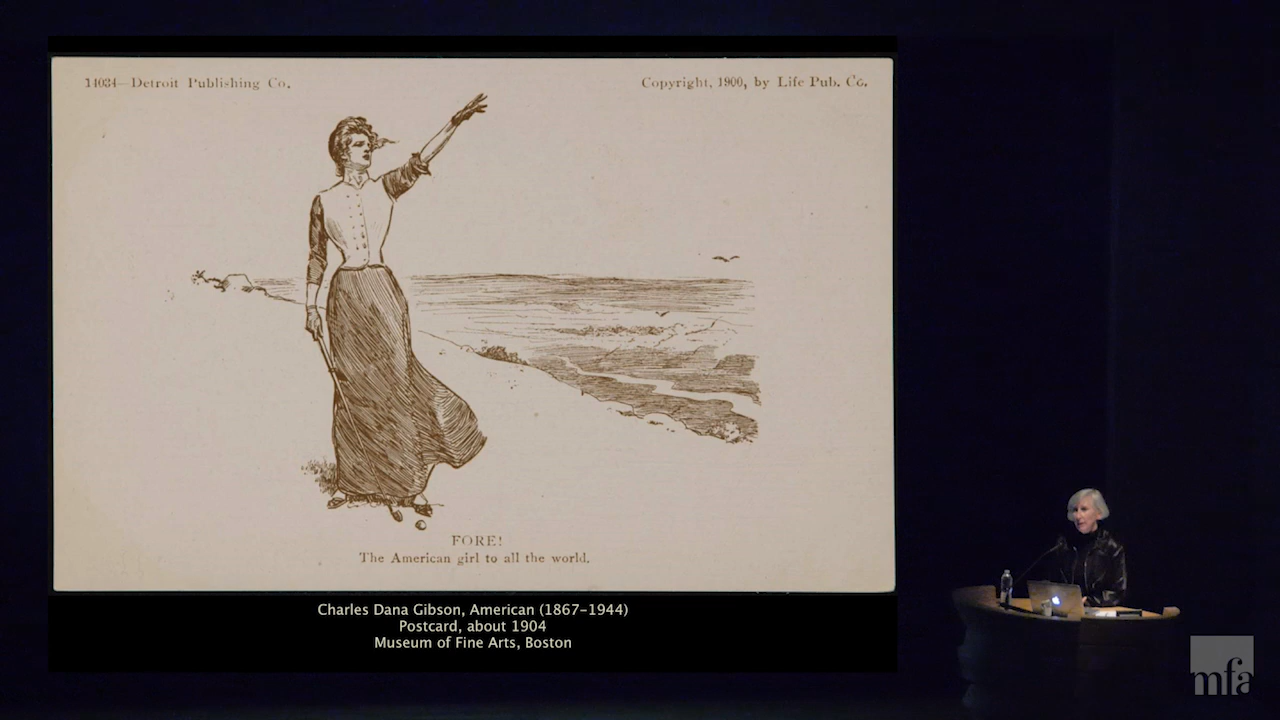 14034—Detroit Publishing Co.
Copyright, 1900, by Life Pub. Co.
FORE!
The American girl to all the world.
Charles Dana Gibson, American (1867–1944)
Postcard, about 1904
Museum of Fine Arts, Boston
mfa